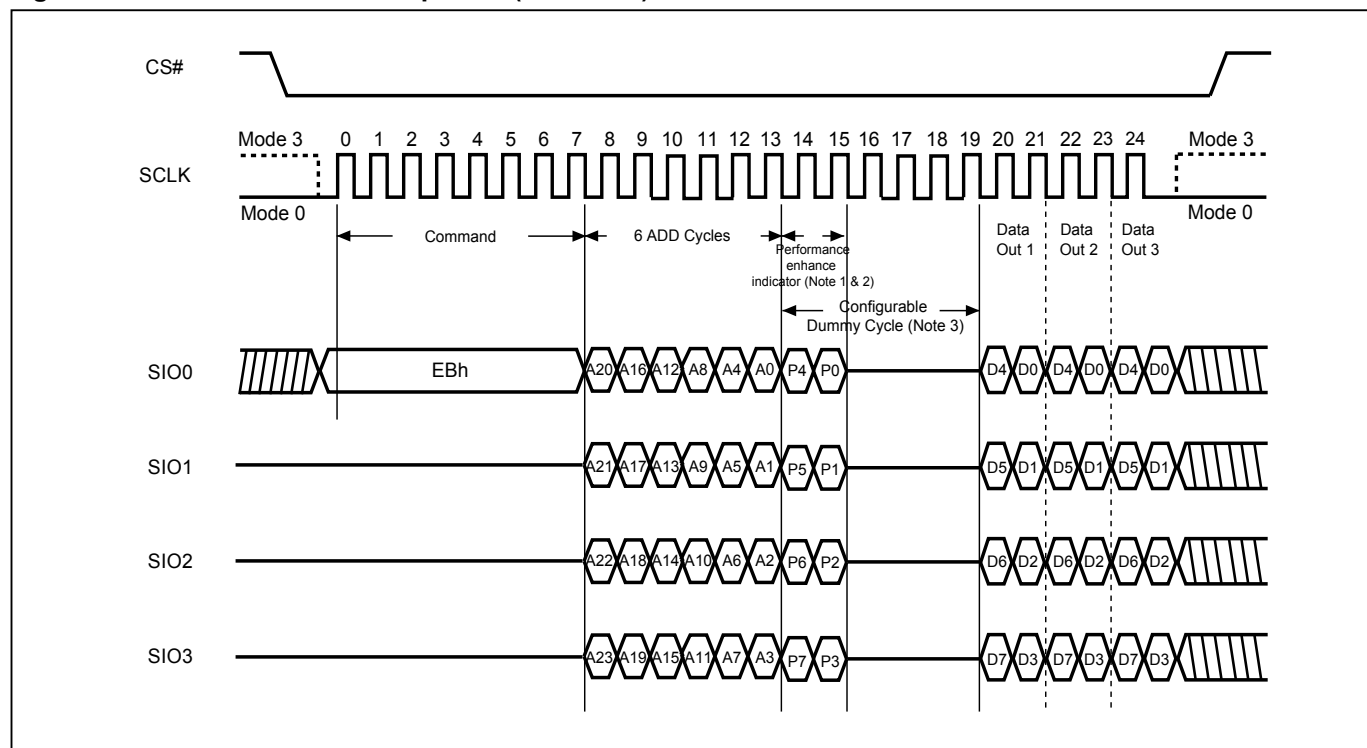 CS#
Mode 3 0 1 2 3 4 5 6 7 8 9 10 11 12 13 14 15 16 17 18 19 20 21 22 23 24 Mode 3
SCLK
Mode 0 Mode 0
Command 6 ADD Cycles Data Out 1 Data Out 2 Data Out 3
Performance
enhance
indicator (Note 1 & 2)
Configurable
Dummy Cycle (Note 3)
SIO0 EBh A20 A16 A12 A8 A4 A0 P4 P0 D4 D0 D4 D0 D4 D0
SIO1 A21 A17 A13 A9 A5 A1 P5 P1 D5 D1 D5 D1 D5 D1
SIO2 A22 A18 A14 A10 A6 A2 P6 P2 D6 D2 D6 D2 D6 D2
SIO3 A23 A19 A15 A11 A7 A3 P7 P3 D7 D3 D7 D3 D7 D3